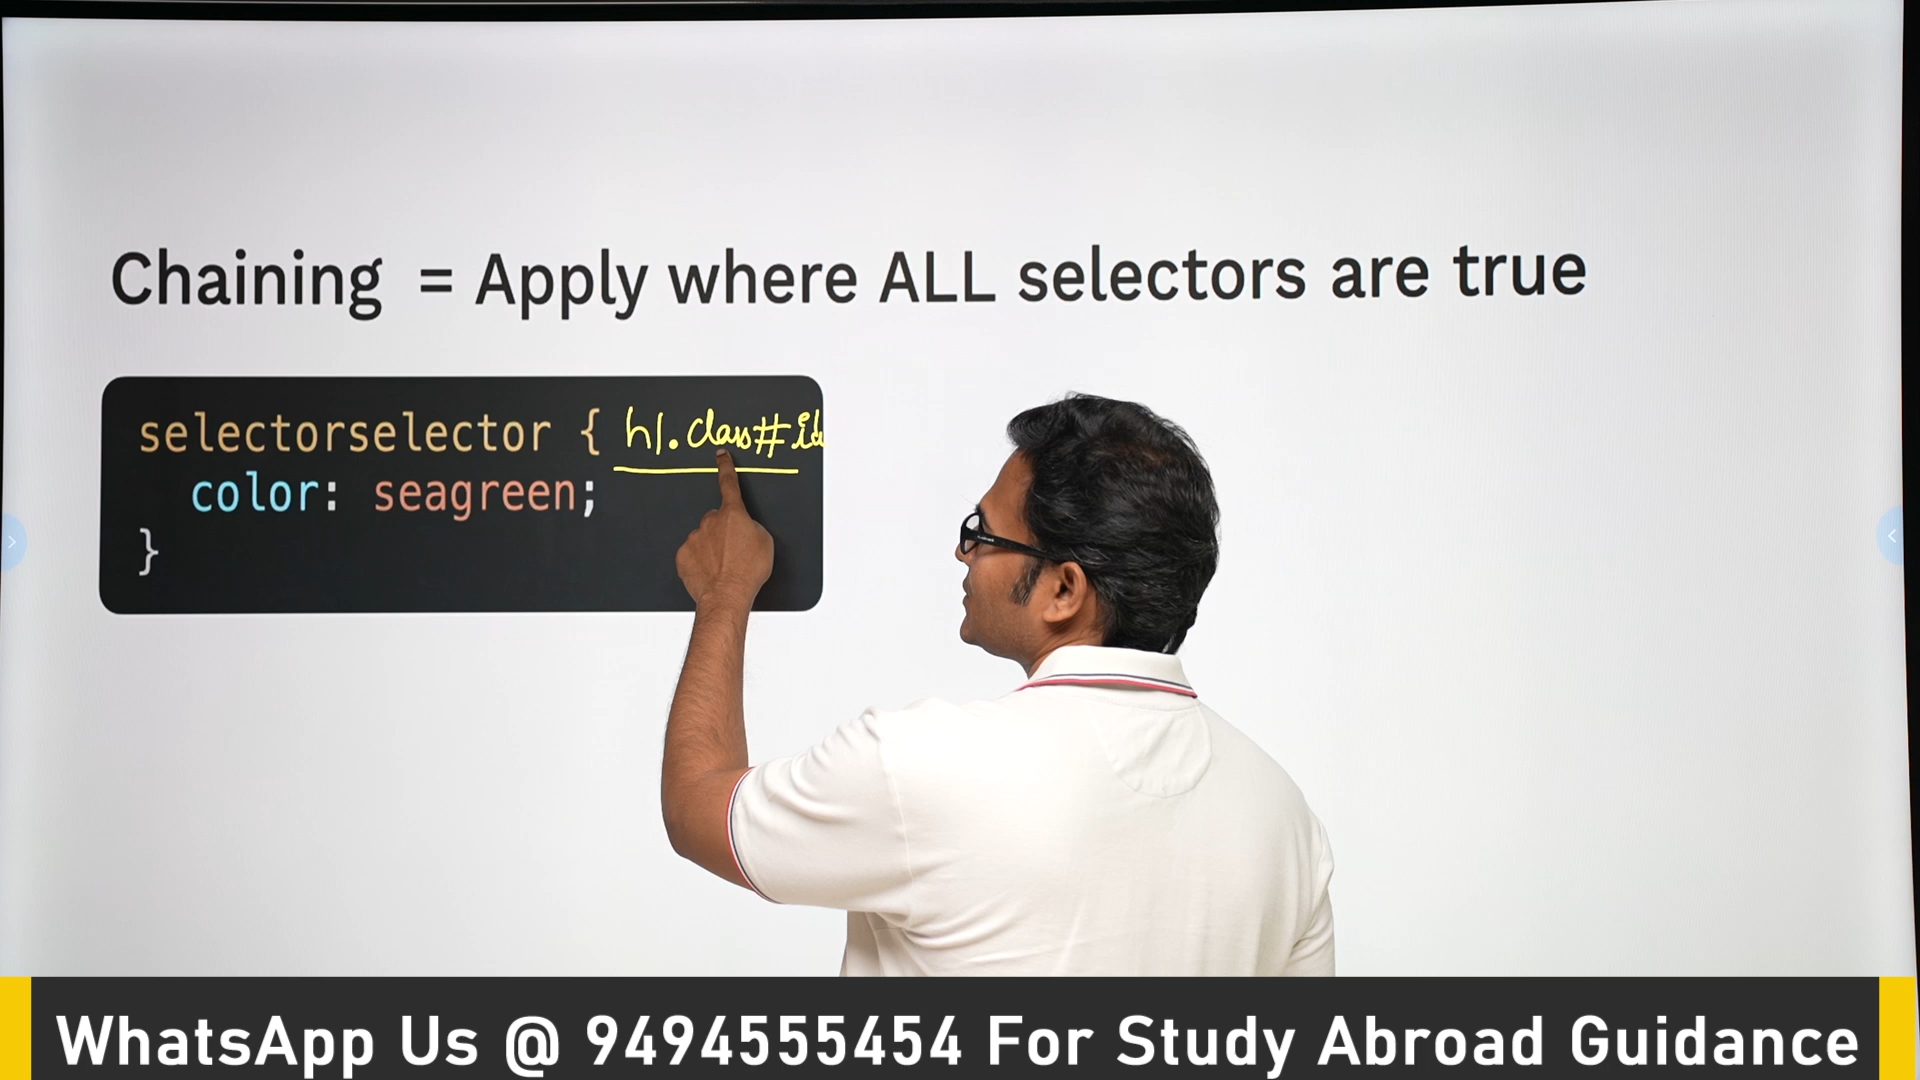 Chaining = Apply where ALL selectors are true
selectorselector { h1.class#id
color: seagreen;
}
WhatsApp Us @ 9494555454 For Study Abroad Guidance